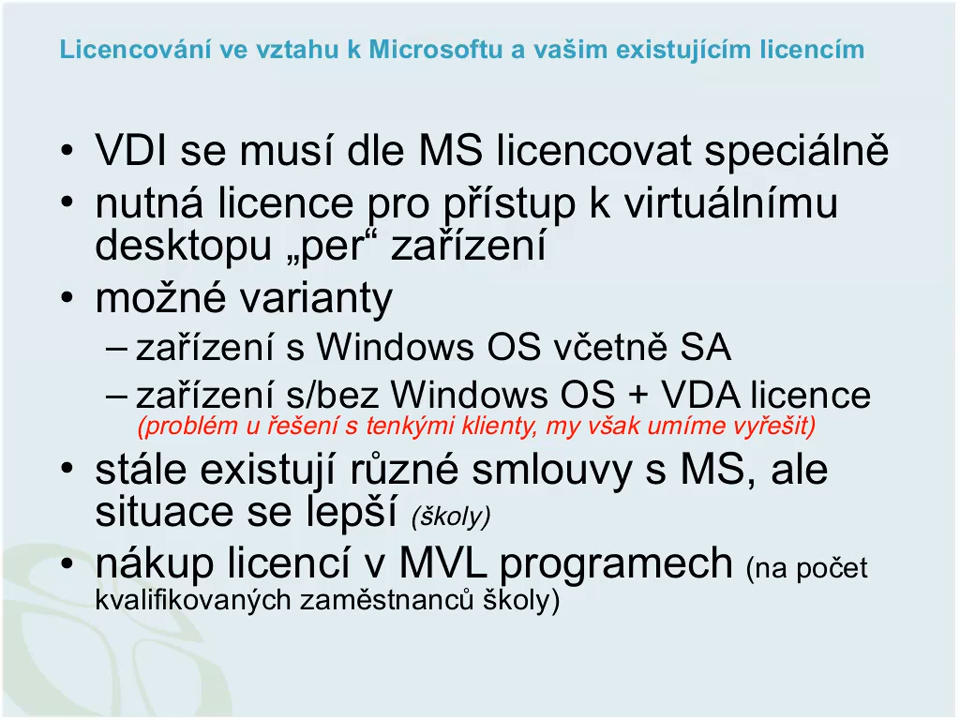 Licencování ve vztahu k Microsoftu a vašim existujícím licencím
• VDI se musí dle MS licencovat speciálně
• nutná licence pro přístup k virtuálnímu
desktopu „per“ zařízení
• možné varianty
– zařízení s Windows OS včetně SA
– zařízení s/bez Windows OS + VDA licence
(problém u řešení s tenkými klienty, my však umíme vyřešit)
• stále existují různé smlouvy s MS, ale
situace se lepší (školy)
• nákup licencí v MVL programech (na počet
kvalifikovaných zaměstnanců školy)